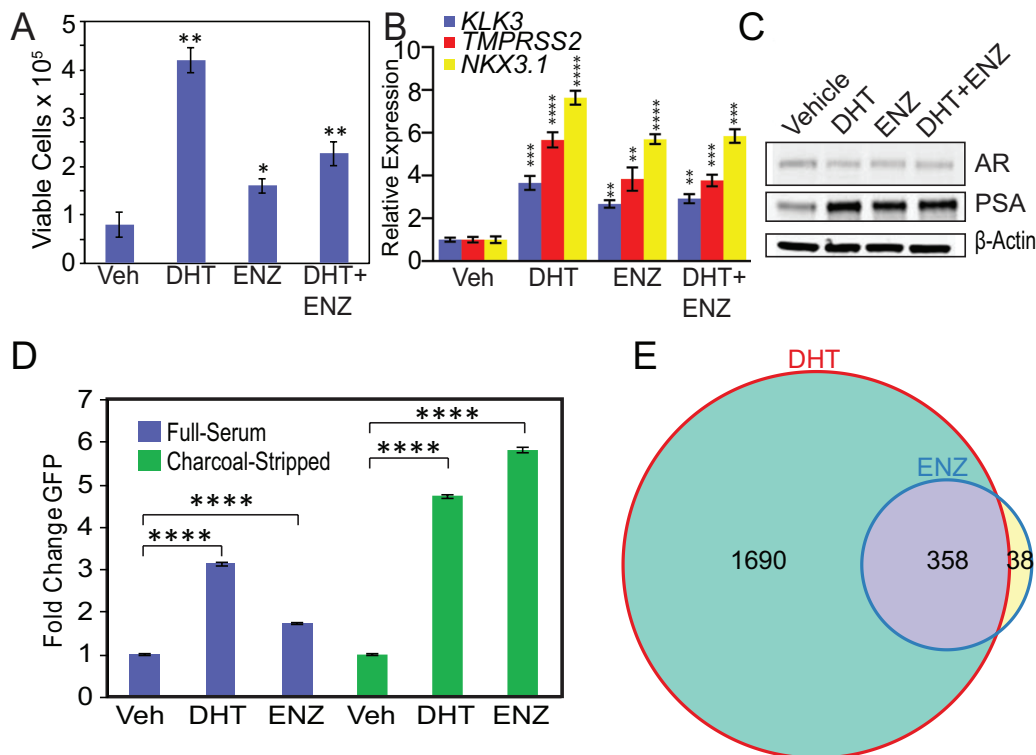 A
Viable Cells x 10⁵
5
4
3
2
1
0
**
*
**
Veh
DHT
ENZ
DHT+
ENZ
B
KLK3
TMPRSS2
NKX3.1
Relative Expression
10
8
6
4
2
0
***
****
****
**
**
****
**
***
***
Veh
DHT
ENZ
DHT+
ENZ
C
Vehicle
DHT
ENZ
DHT+ENZ
AR
PSA
β-Actin
D
Fold Change GFP
7
6
5
4
3
2
1
0
Full-Serum
Charcoal-Stripped
****
****
****
****
Veh
DHT
ENZ
Veh
DHT
ENZ
E
DHT
ENZ
1690
358
38